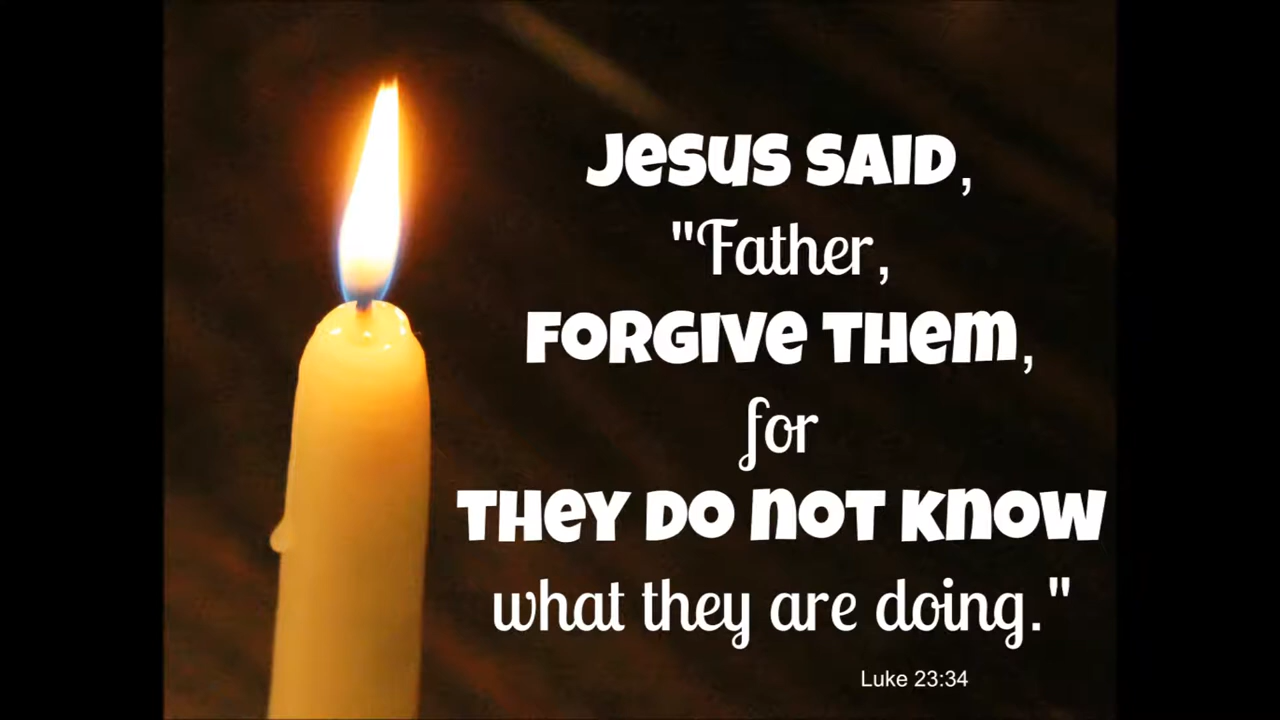 Jesus said,
"Father,
forgive them,
for
they do not know
what they are doing."
Luke 23:34